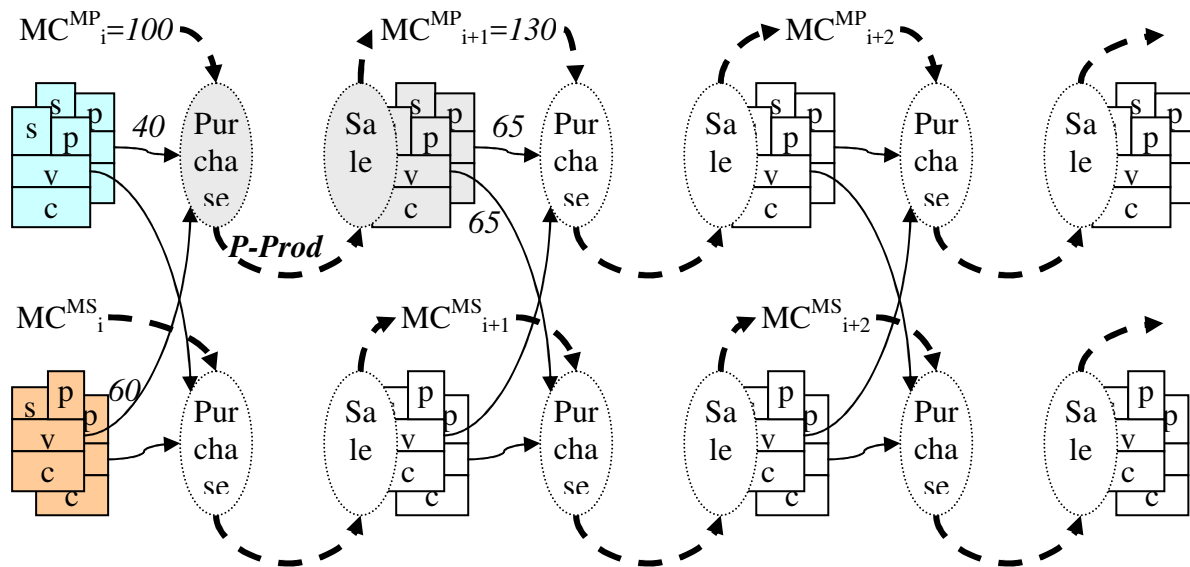 MC^MP_i=100
MC^MP_i+1=130
MC^MP_i+2
s
p
s
p
v
c
40
Pur
cha
se
Sa
le
s
p
p
v
c
65
65
Pur
cha
se
Sa
le
s
p
p
v
c
Pur
cha
se
Sa
le
s
p
p
v
c
P-Prod
MC^MS_i
MC^MS_i+1
MC^MS_i+2
s
p
p
v
c
c
60
Pur
cha
se
Sa
le
p
p
v
c
c
Pur
cha
se
Sa
le
p
p
v
c
c
Pur
cha
se
Sa
le
p
p
v
c
c